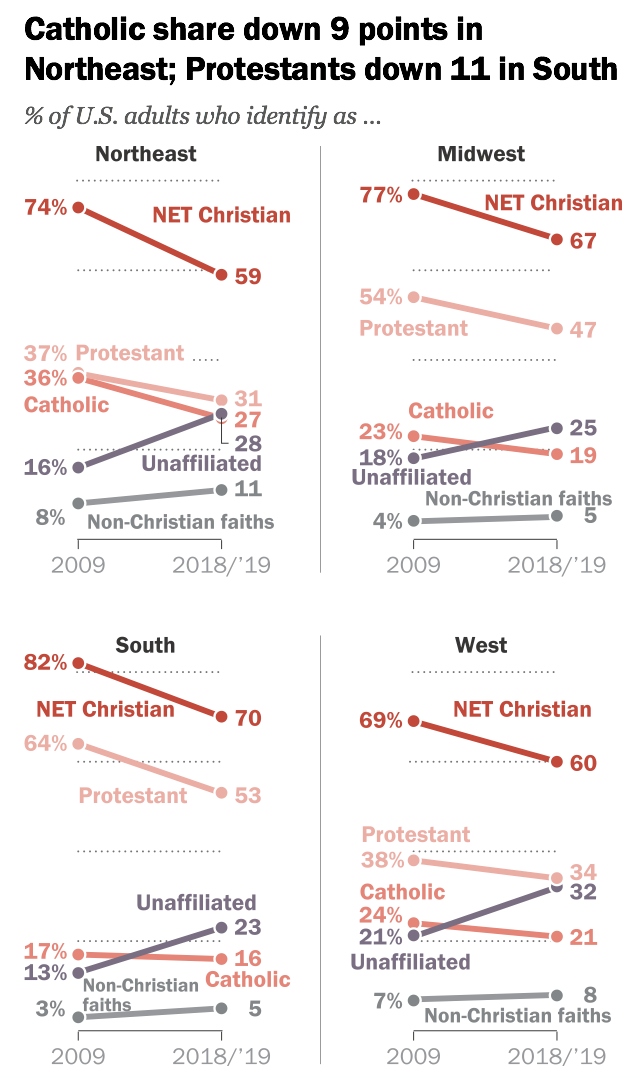 Catholic share down 9 points in
Northeast; Protestants down 11 in South
% of U.S. adults who identify as ...
Northeast
74%
NET Christian
59
37% Protestant
36%
Catholic
31
27
28
16%
Unaffiliated
11
8%
Non-Christian faiths
2009
2018/'19
Midwest
77%
NET Christian
67
54%
Protestant
47
Catholic
23%
25
18%
19
Unaffiliated
Non-Christian faiths
4%
5
2009
2018/'19
South
82%
NET Christian
70
64%
Protestant
53
Unaffiliated
23
17%
16
13%
Catholic
Non-Christian
faiths
3%
5
2009
2018/'19
West
69%
NET Christian
60
Protestant
38%
34
Catholic
32
24%
21%
21
Unaffiliated
7%
8
Non-Christian faiths
2009
2018/'19